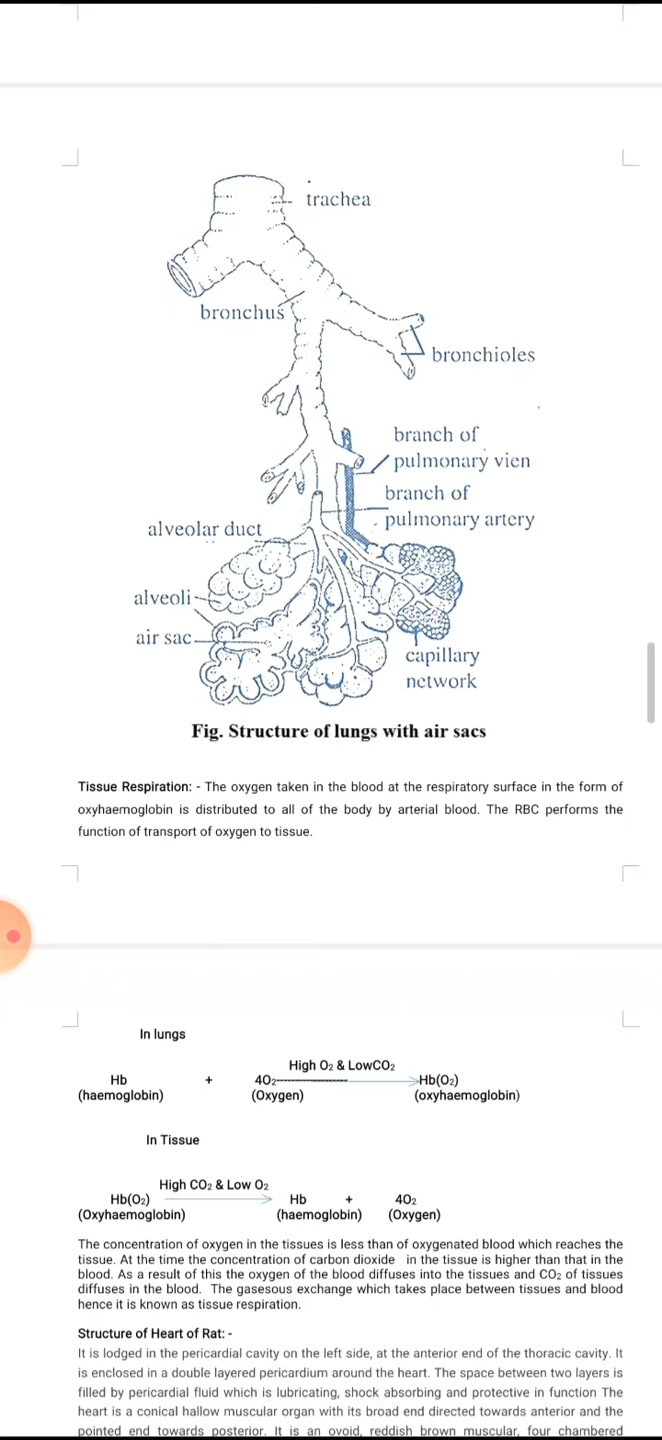 trachea
bronchus
bronchioles
branch of
pulmonary vien
branch of
pulmonary artery
alveolar duct
alveoli
air sac
capillary
network
Fig. Structure of lungs with air sacs
Tissue Respiration: - The oxygen taken in the blood at the respiratory surface in the form of
oxyhaemoglobin is distributed to all of the body by arterial blood. The RBC performs the
function of transport of oxygen to tissue.
In lungs
High O₂ & LowCO₂
Hb + 4O₂ Hb(O₂)
(haemoglobin) (Oxygen) (oxyhaemoglobin)
In Tissue
High CO₂ & Low O₂
Hb(O₂) Hb + 4O₂
(Oxyhaemoglobin) (haemoglobin) (Oxygen)
The concentration of oxygen in the tissues is less than of oxygenated blood which reaches the
tissue. At the time the concentration of carbon dioxide in the tissue is higher than that in the
blood. As a result of this the oxygen of the blood diffuses into the tissues and CO₂ of tissues
diffuses in the blood. The gasesous exchange which takes place between tissues and blood
hence it is known as tissue respiration.
Structure of Heart of Rat: -
It is lodged in the pericardial cavity on the left side, at the anterior end of the thoracic cavity. It
is enclosed in a double layered pericardium around the heart. The space between two layers is
filled by pericardial fluid which is lubricating, shock absorbing and protective in function The
heart is a conical hallow muscular organ with its broad end directed towards anterior and the
pointed end towards posterior. It is an ovoid, reddish brown muscular, four chambered